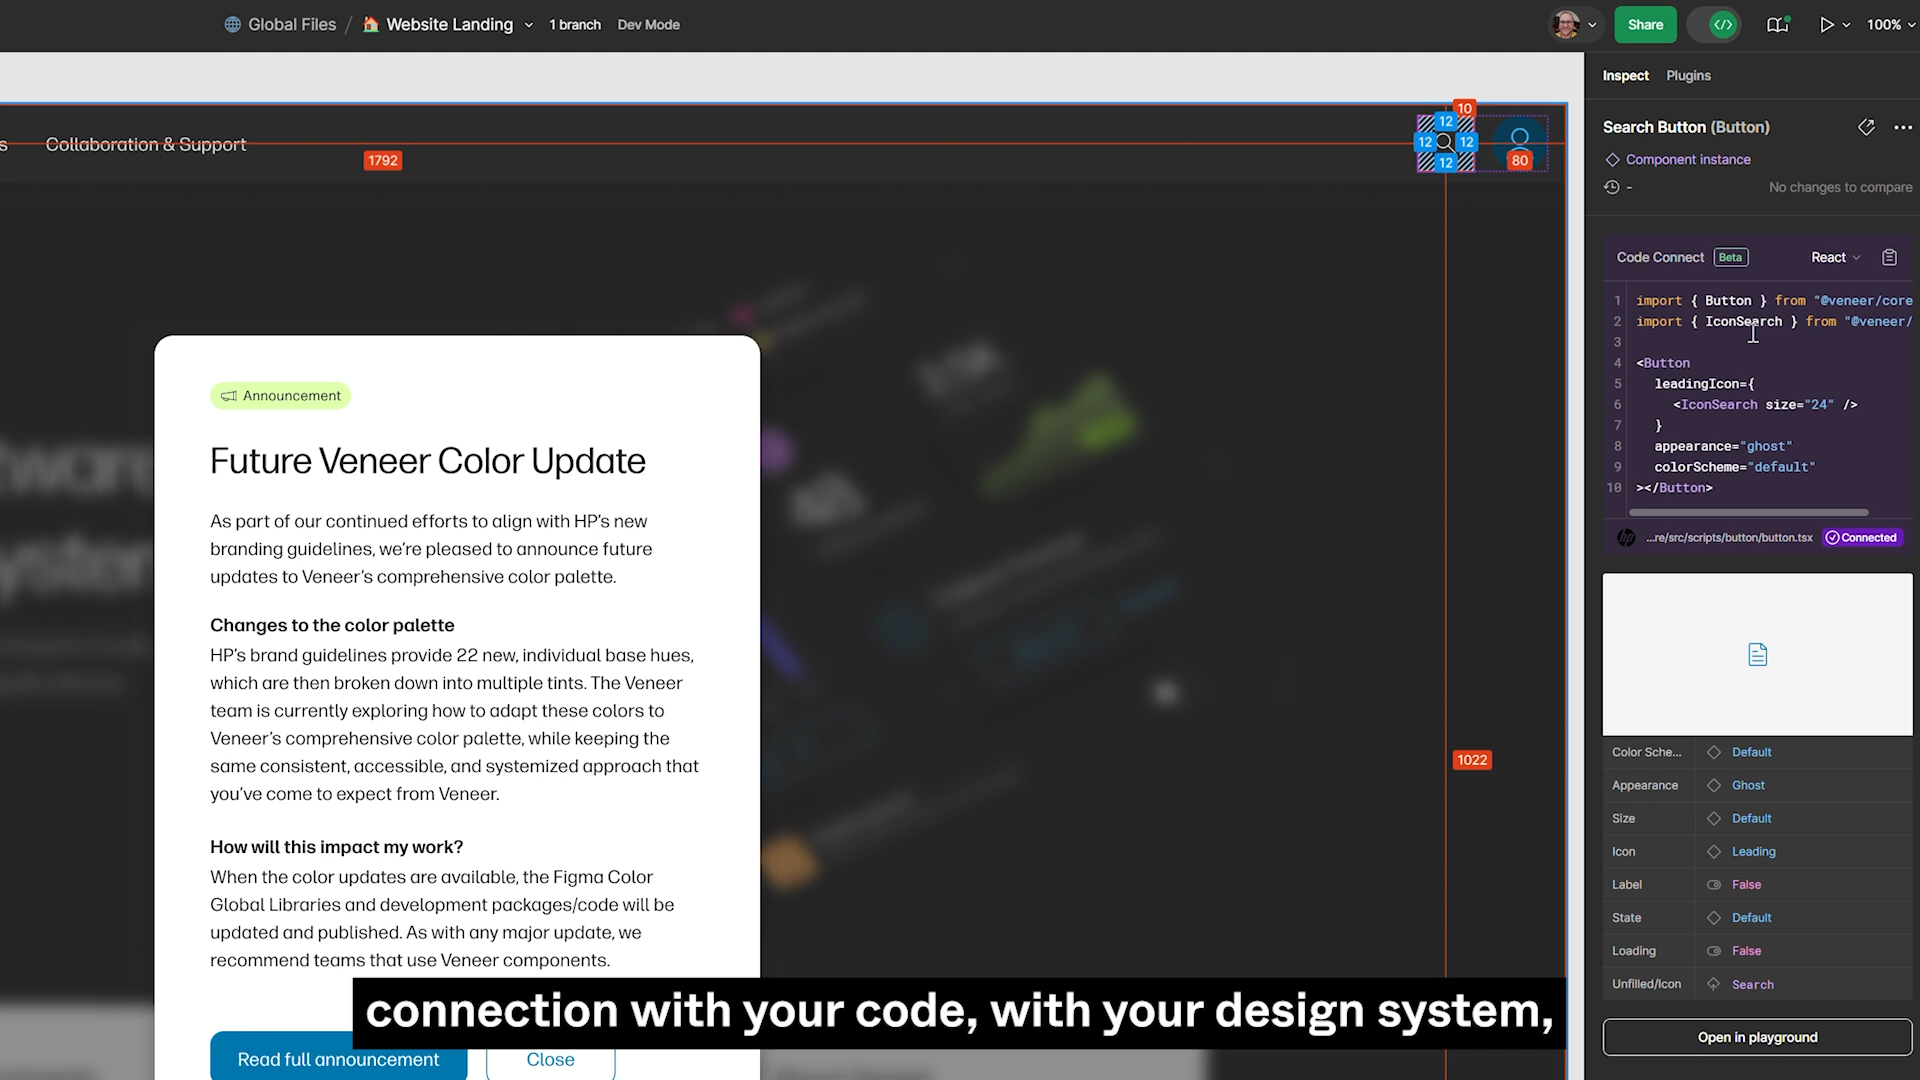 Global Files / Website Landing 1 branch Dev Mode
Share 100%
Inspect Plugins
Collaboration & Support
1792
10
12
12 12
12
80
1022
Search Button (Button)
Component instance
- No changes to compare
Code Connect Beta React
1 import { Button } from "@veneer/core
2 import { IconSearch } from "@veneer/
3
4 <Button
5 leadingIcon={
6 <IconSearch size="24" />
7 }
8 appearance="ghost"
9 colorScheme="default"
10 ></Button>
hp ...re/src/scripts/button/button.tsx Connected
Color Sche... Default
Appearance Ghost
Size Default
Icon Leading
Label False
State Default
Loading False
Unfilled/Icon Search
Open in playground
Announcement
Future Veneer Color Update
As part of our continued efforts to align with HP's new
branding guidelines, we're pleased to announce future
updates to Veneer's comprehensive color palette.
Changes to the color palette
HP's brand guidelines provide 22 new, individual base hues,
which are then broken down into multiple tints. The Veneer
team is currently exploring how to adapt these colors to
Veneer's comprehensive color palette, while keeping the
same consistent, accessible, and systemized approach that
you've come to expect from Veneer.
How will this impact my work?
When the color updates are available, the Figma Color
Global Libraries and development packages/code will be
updated and published. As with any major update, we
recommend teams that use Veneer components.
connection with your code, with your design system,
Read full announcement Close